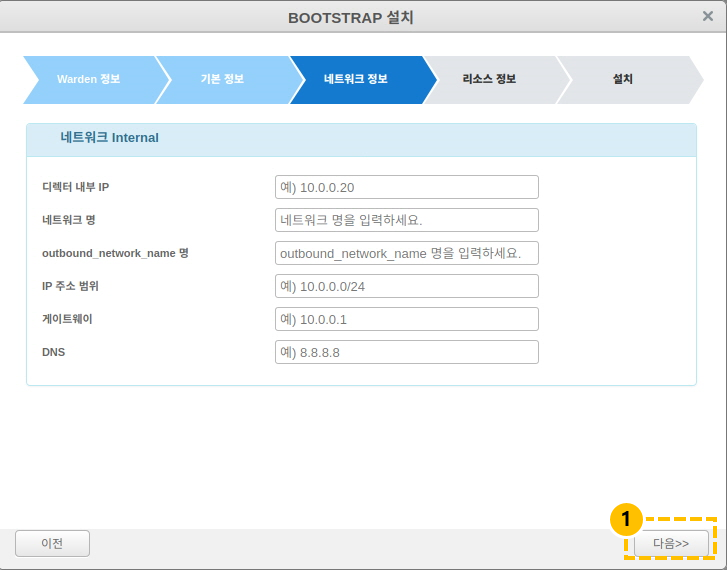 BOOTSTRAP 설치 ×
Warden 정보 기본 정보 네트워크 정보 리소스 정보 설치
네트워크 Internal
디렉터 내부 IP 예) 10.0.0.20
네트워크 명 네트워크 명을 입력하세요.
outbound_network_name 명 outbound_network_name 명을 입력하세요.
IP 주소 범위 예) 10.0.0.0/24
게이트웨이 예) 10.0.0.1
DNS 예) 8.8.8.8
1
이전 다음>>